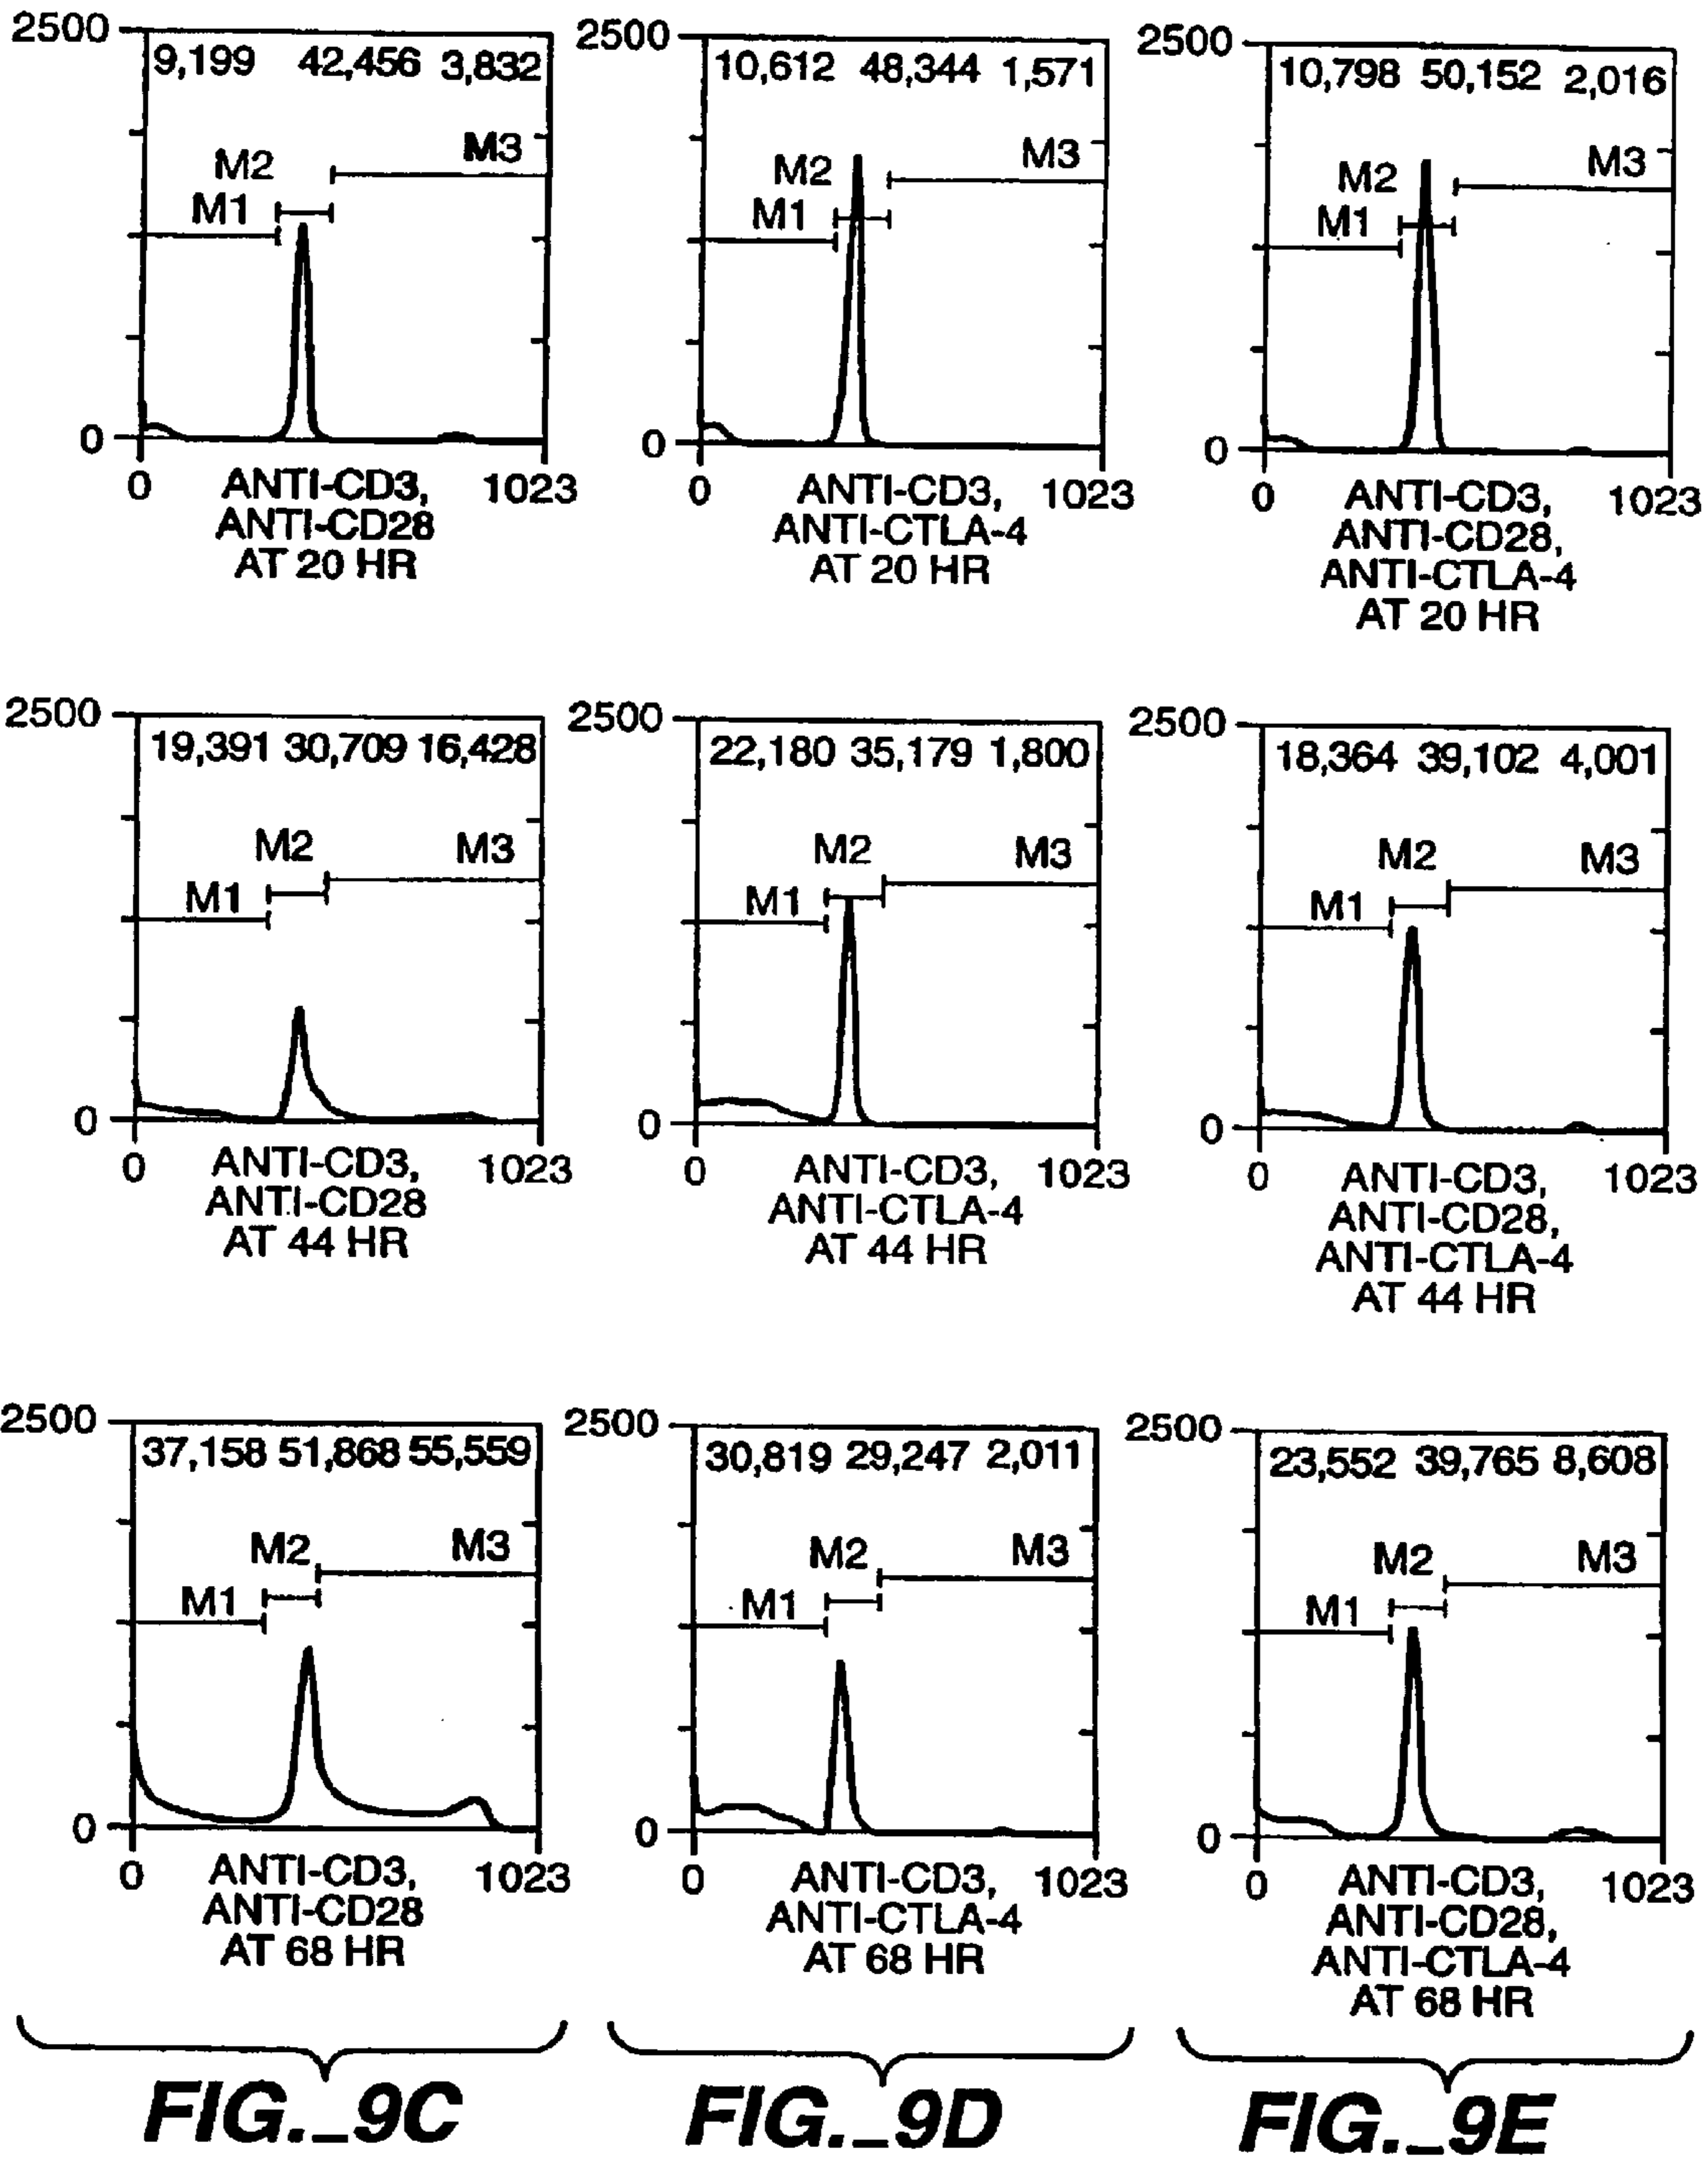 2500
9,199 42,456 3,832
M2
M3
M1
0
0
1023
ANTI-CD3,
ANTI-CD28
AT 20 HR
2500
10,612 48,344 1,571
M2
M3
M1
0
0
1023
ANTI-CD3,
ANTI-CTLA-4
AT 20 HR
2500
10,798 50,152 2,016
M2
M3
M1
0
0
1023
ANTI-CD3,
ANTI-CD28,
ANTI-CTLA-4
AT 20 HR
2500
19,391 30,709 16,428
M2
M3
M1
0
0
1023
ANTI-CD3,
ANTI-CD28
AT 44 HR
2500
22,180 35,179 1,800
M2
M3
M1
0
0
1023
ANTI-CD3,
ANTI-CTLA-4
AT 44 HR
2500
18,364 39,102 4,001
M2
M3
M1
0
0
1023
ANTI-CD3,
ANTI-CD28,
ANTI-CTLA-4
AT 44 HR
2500
37,158 51,868 55,559
M2
M3
M1
0
0
1023
ANTI-CD3,
ANTI-CD28
AT 68 HR
2500
30,819 29,247 2,011
M2
M3
M1
0
0
1023
ANTI-CD3,
ANTI-CTLA-4
AT 68 HR
2500
23,552 39,765 8,608
M2
M3
M1
0
0
1023
ANTI-CD3,
ANTI-CD28,
ANTI-CTLA-4
AT 68 HR
FIG._9C
FIG._9D
FIG._9E